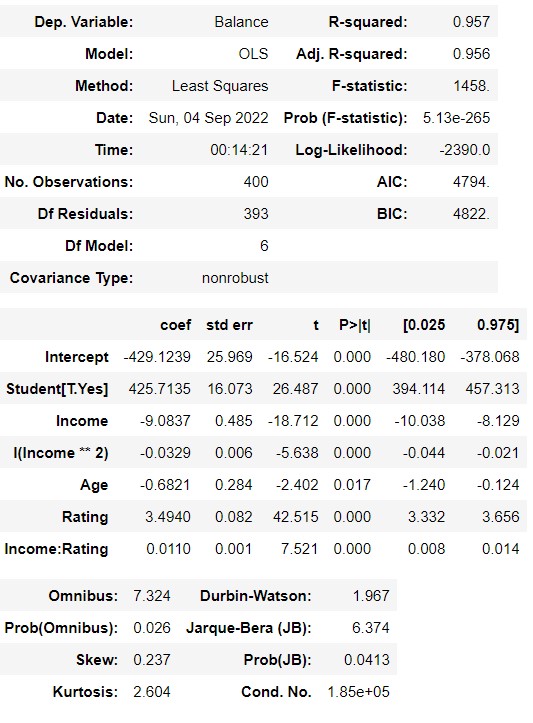 Dep. Variable: Balance R-squared: 0.957
Model: OLS Adj. R-squared: 0.956
Method: Least Squares F-statistic: 1458.
Date: Sun, 04 Sep 2022 Prob (F-statistic): 5.13e-265
Time: 00:14:21 Log-Likelihood: -2390.0
No. Observations: 400 AIC: 4794.
Df Residuals: 393 BIC: 4822.
Df Model: 6
Covariance Type: nonrobust
coef std err t P>|t| [0.025 0.975]
Intercept -429.1239 25.969 -16.524 0.000 -480.180 -378.068
Student[T.Yes] 425.7135 16.073 26.487 0.000 394.114 457.313
Income -9.0837 0.485 -18.712 0.000 -10.038 -8.129
I(Income ** 2) -0.0329 0.006 -5.638 0.000 -0.044 -0.021
Age -0.6821 0.284 -2.402 0.017 -1.240 -0.124
Rating 3.4940 0.082 42.515 0.000 3.332 3.656
Income:Rating 0.0110 0.001 7.521 0.000 0.008 0.014
Omnibus: 7.324 Durbin-Watson: 1.967
Prob(Omnibus): 0.026 Jarque-Bera (JB): 6.374
Skew: 0.237 Prob(JB): 0.0413
Kurtosis: 2.604 Cond. No. 1.85e+05